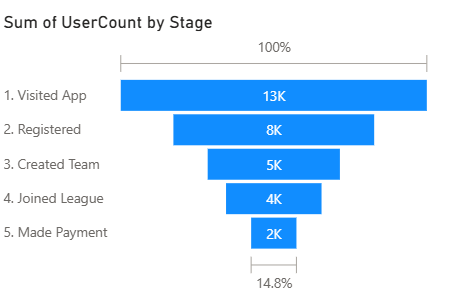 Sum of UserCount by Stage
100%
1. Visited App 13K
2. Registered 8K
3. Created Team 5K
4. Joined League 4K
5. Made Payment 2K
14.8%